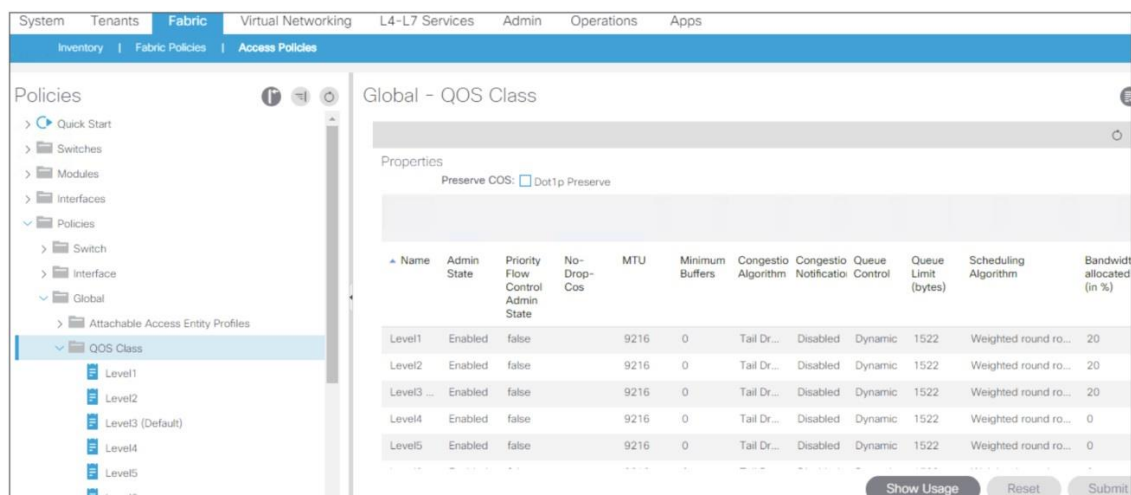 System Tenants Fabric Virtual Networking L4-L7 Services Admin Operations Apps
Inventory | Fabric Policies | Access Policies
Policies
Quick Start
Switches
Modules
Interfaces
Policies
Switch
Interface
Global
Attachable Access Entity Profiles
QOS Class
Level1
Level2
Level3 (Default)
Level4
Level5
Global - QOS Class
Properties
Preserve COS: Dot1p Preserve
Name Admin Priority No- MTU Minimum Congestio Congestio Queue Queue Scheduling Bandwidt
State Flow Drop- Buffers Algorithm Notificatio Control Limit Algorithm allocated
Control Cos (bytes) (in %)
Admin
State
Level1 Enabled false 9216 0 Tail Dr... Disabled Dynamic 1522 Weighted round ro... 20
Level2 Enabled false 9216 0 Tail Dr... Disabled Dynamic 1522 Weighted round ro... 20
Level3 ... Enabled false 9216 0 Tail Dr... Disabled Dynamic 1522 Weighted round ro... 20
Level4 Enabled false 9216 0 Tail Dr... Disabled Dynamic 1522 Weighted round ro... 0
Level5 Enabled false 9216 0 Tail Dr... Disabled Dynamic 1522 Weighted round ro... 0
Show Usage Reset Submit